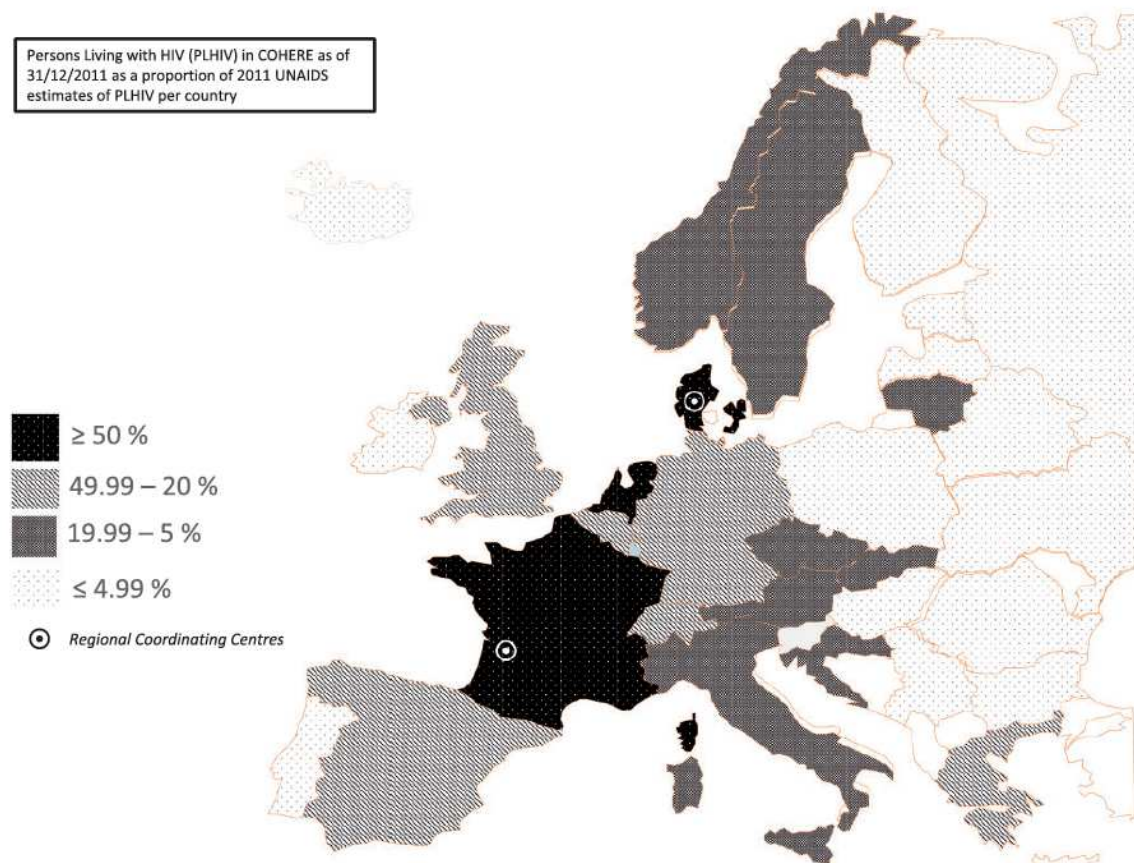 Persons Living with HIV (PLHIV) in COHERE as of
31/12/2011 as a proportion of 2011 UNAIDS
estimates of PLHIV per country
≥ 50 %
49.99 – 20 %
19.99 – 5 %
≤ 4.99 %
Regional Coordinating Centres